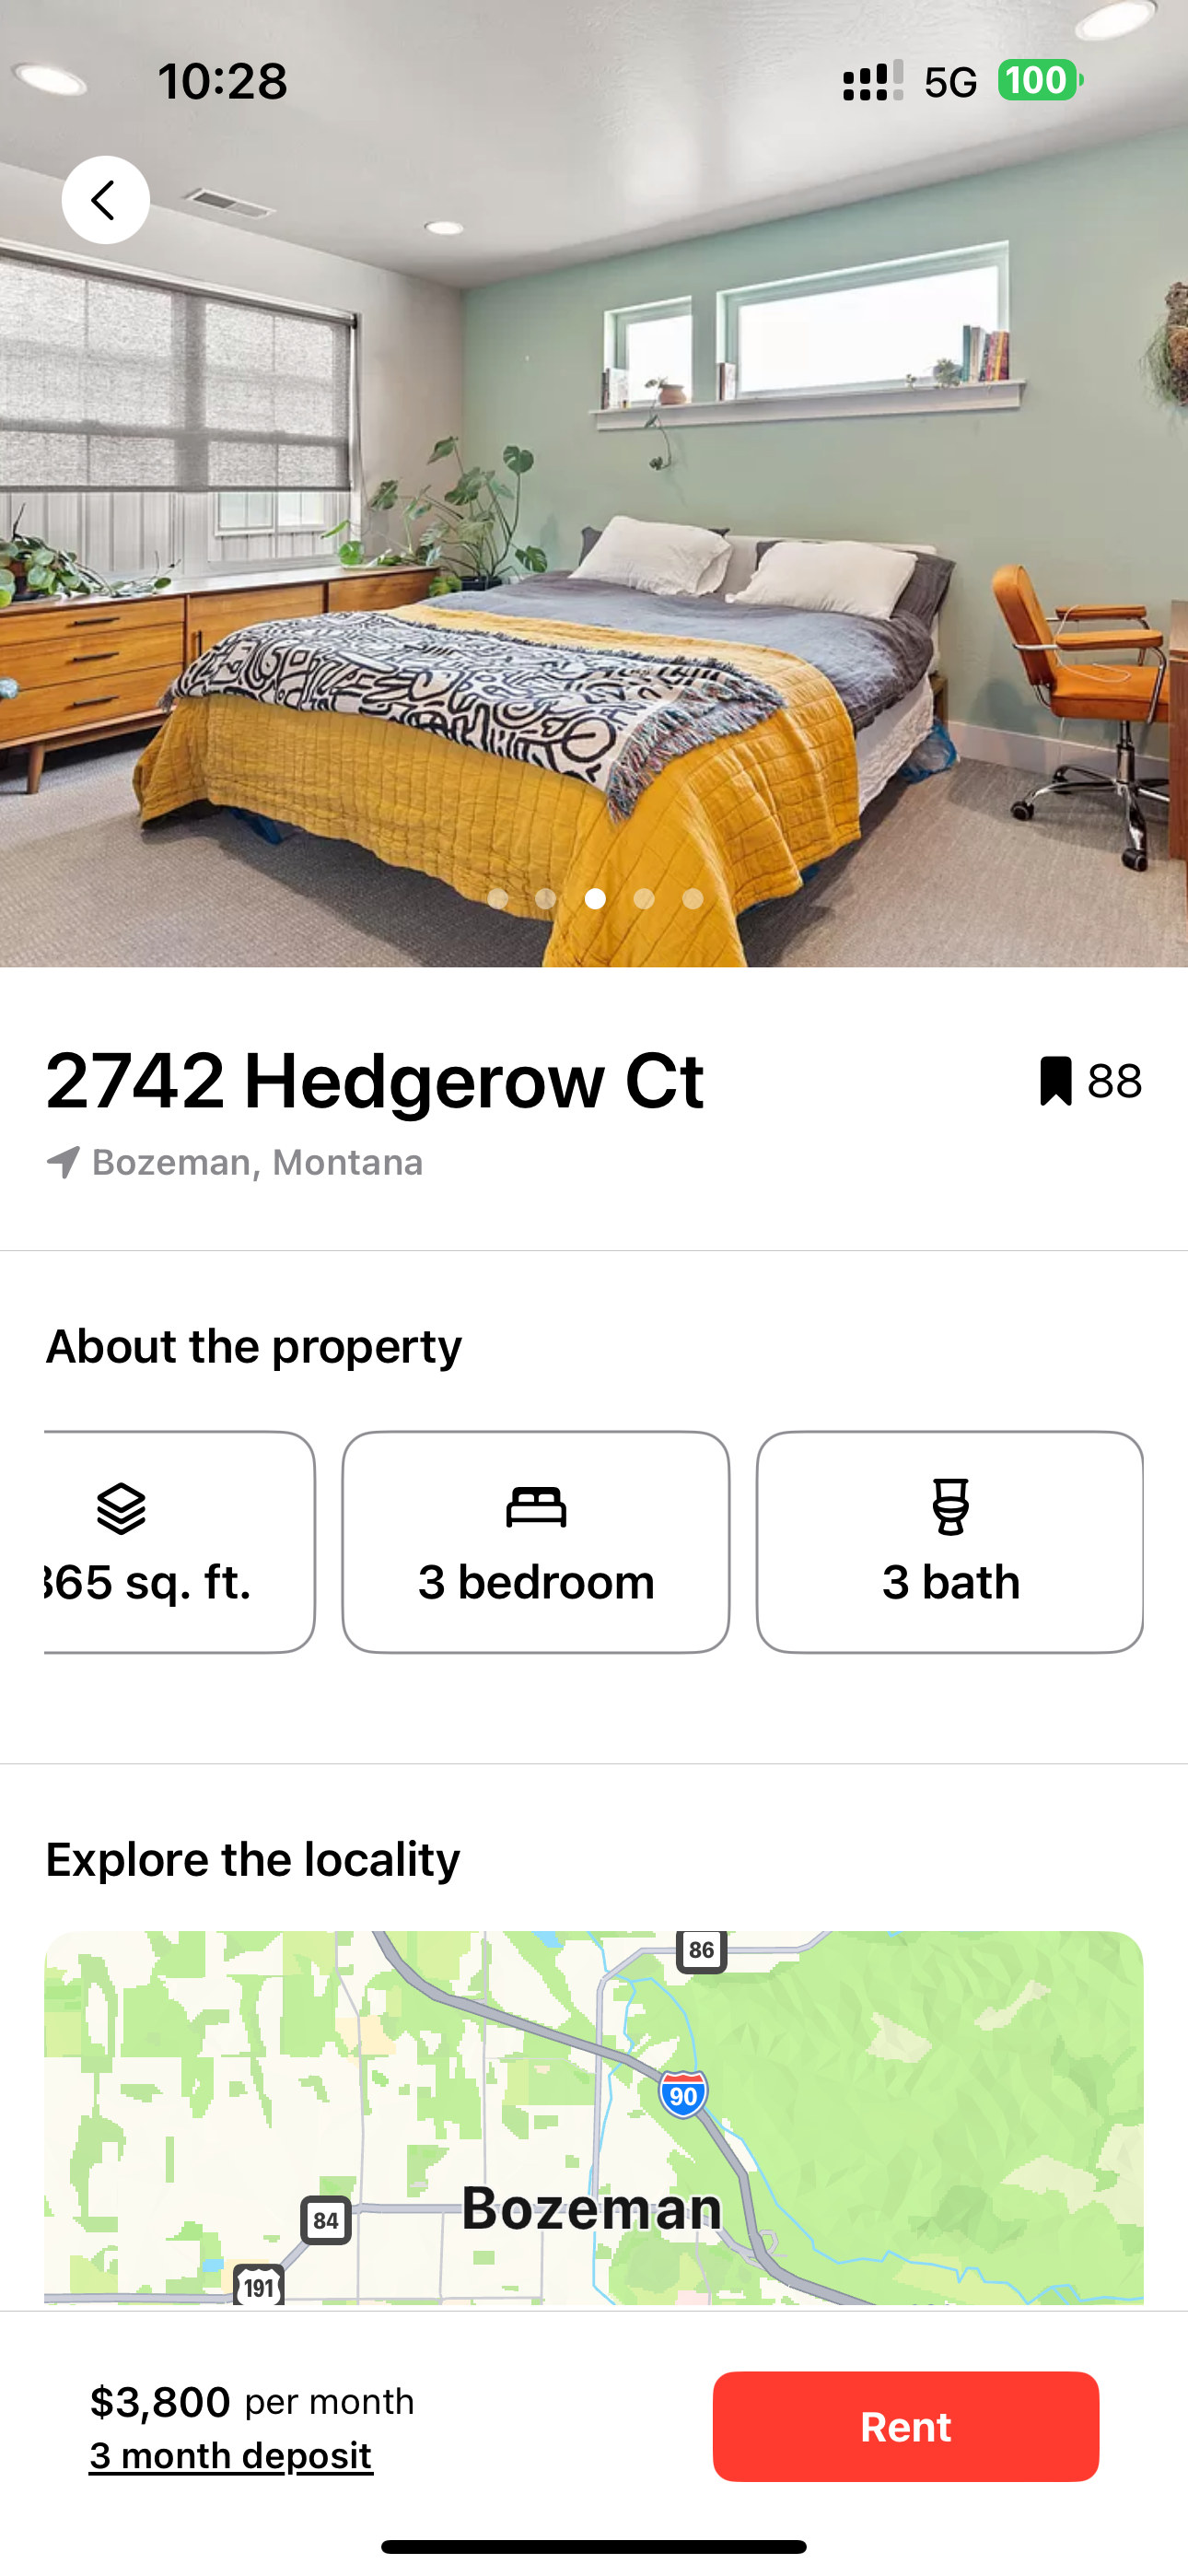 10:28 5G 100
2742 Hedgerow Ct 88
Bozeman, Montana
About the property
65 sq. ft. 3 bedroom 3 bath
Explore the locality
86
90
Bozeman
84
191
$3,800 per month
3 month deposit
Rent